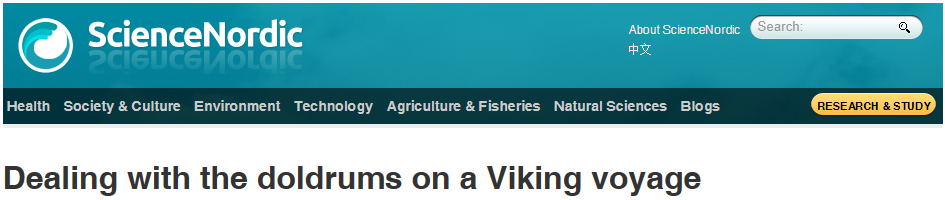 ScienceNordic
About ScienceNordic
Search:
中文
Health Society & Culture Environment Technology Agriculture & Fisheries Natural Sciences Blogs RESEARCH & STUDY
Dealing with the doldrums on a Viking voyage